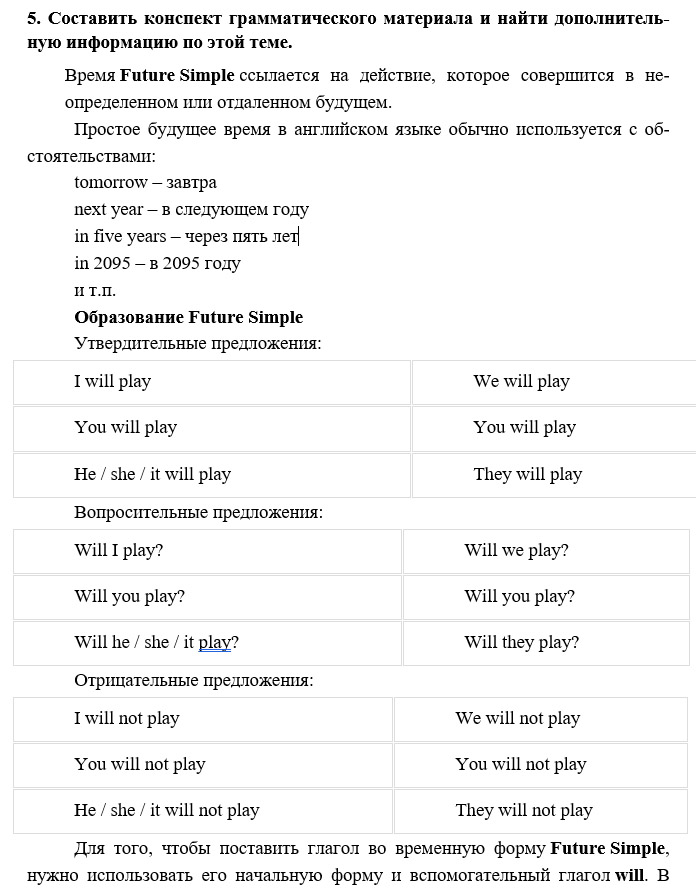 5. Составить конспект грамматического материала и найти дополнитель-
ную информацию по этой теме.
Время Future Simple ссылается на действие, которое совершится в не-
определенном или отдаленном будущем.
Простое будущее время в английском языке обычно используется с об-
стоятельствами:
tomorrow – завтра
next year – в следующем году
in five years – через пять лет
in 2095 – в 2095 году
и т.п.
Образование Future Simple
Утвердительные предложения:
I will play We will play
You will play You will play
He / she / it will play They will play
Вопросительные предложения:
Will I play? Will we play?
Will you play? Will you play?
Will he / she / it play? Will they play?
Отрицательные предложения:
I will not play We will not play
You will not play You will not play
He / she / it will not play They will not play
Для того, чтобы поставить глагол во временную форму Future Simple,
нужно использовать его начальную форму и вспомогательный глагол will. В